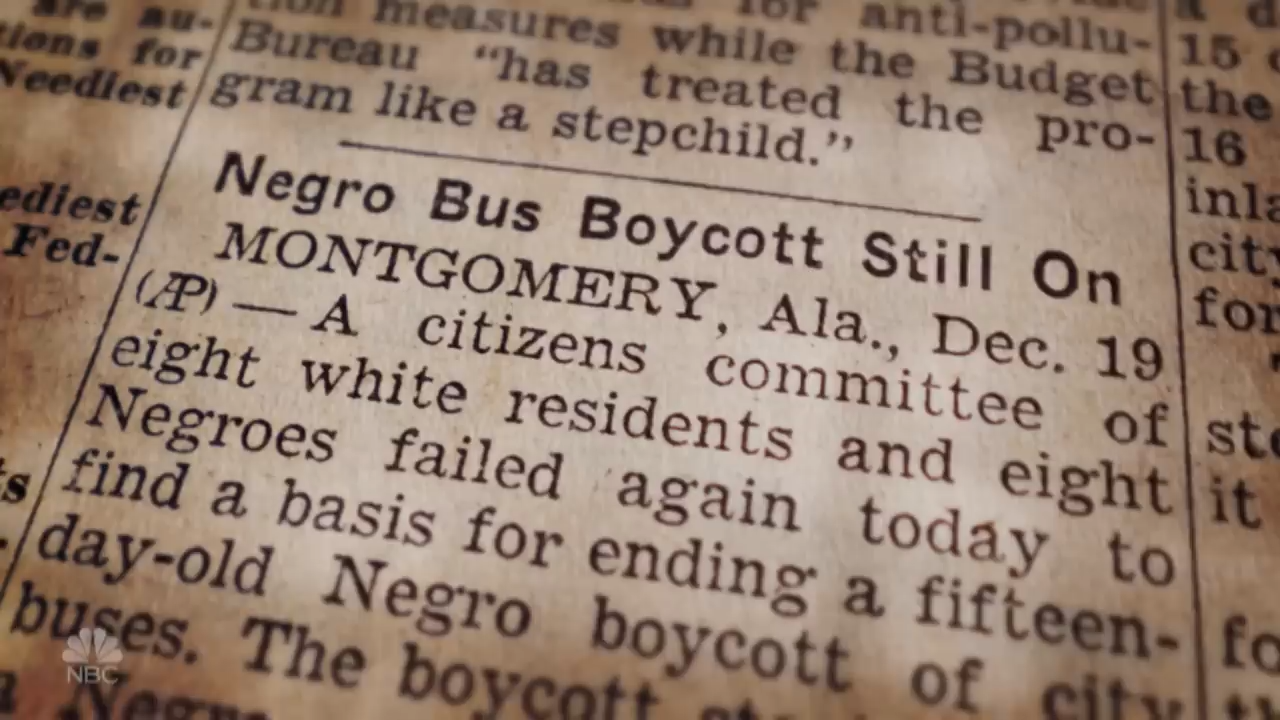 are au-
tions for
Neediest
ediest
Fed-
measures while the Budget
for anti-pollu-
Bureau "has treated the pro-
gram like a stepchild."
Negro Bus Boycott Still On
MONTGOMERY, Ala., Dec. 19
(AP) — A citizens committee of
eight white residents and eight
Negroes failed again today to
find a basis for ending a fifteen-
day-old Negro boycott of city
buses. The boycott
a Negro
15
the
16
inla
city
for
it
NBC